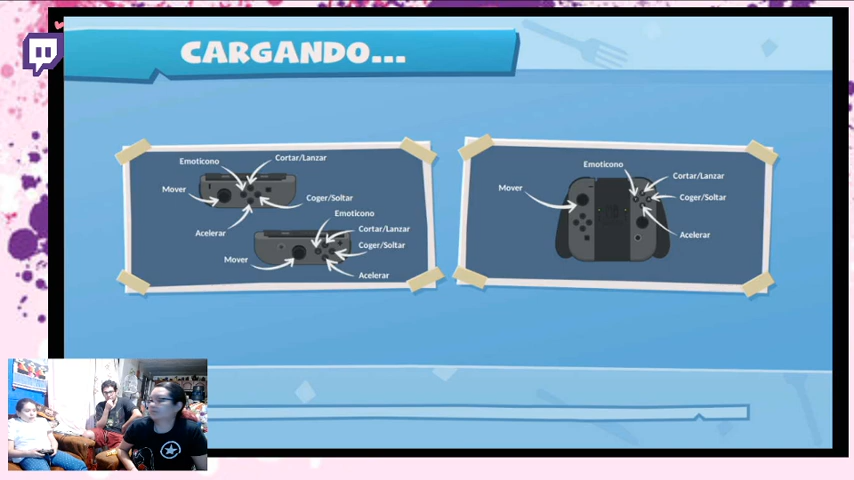 CARGANDO...
Emoticono
Cortar/Lanzar
Mover
Coger/Soltar
Acelerar
Emoticono
Cortar/Lanzar
Coger/Soltar
Mover
Acelerar
Emoticono
Cortar/Lanzar
Mover
Coger/Soltar
Acelerar